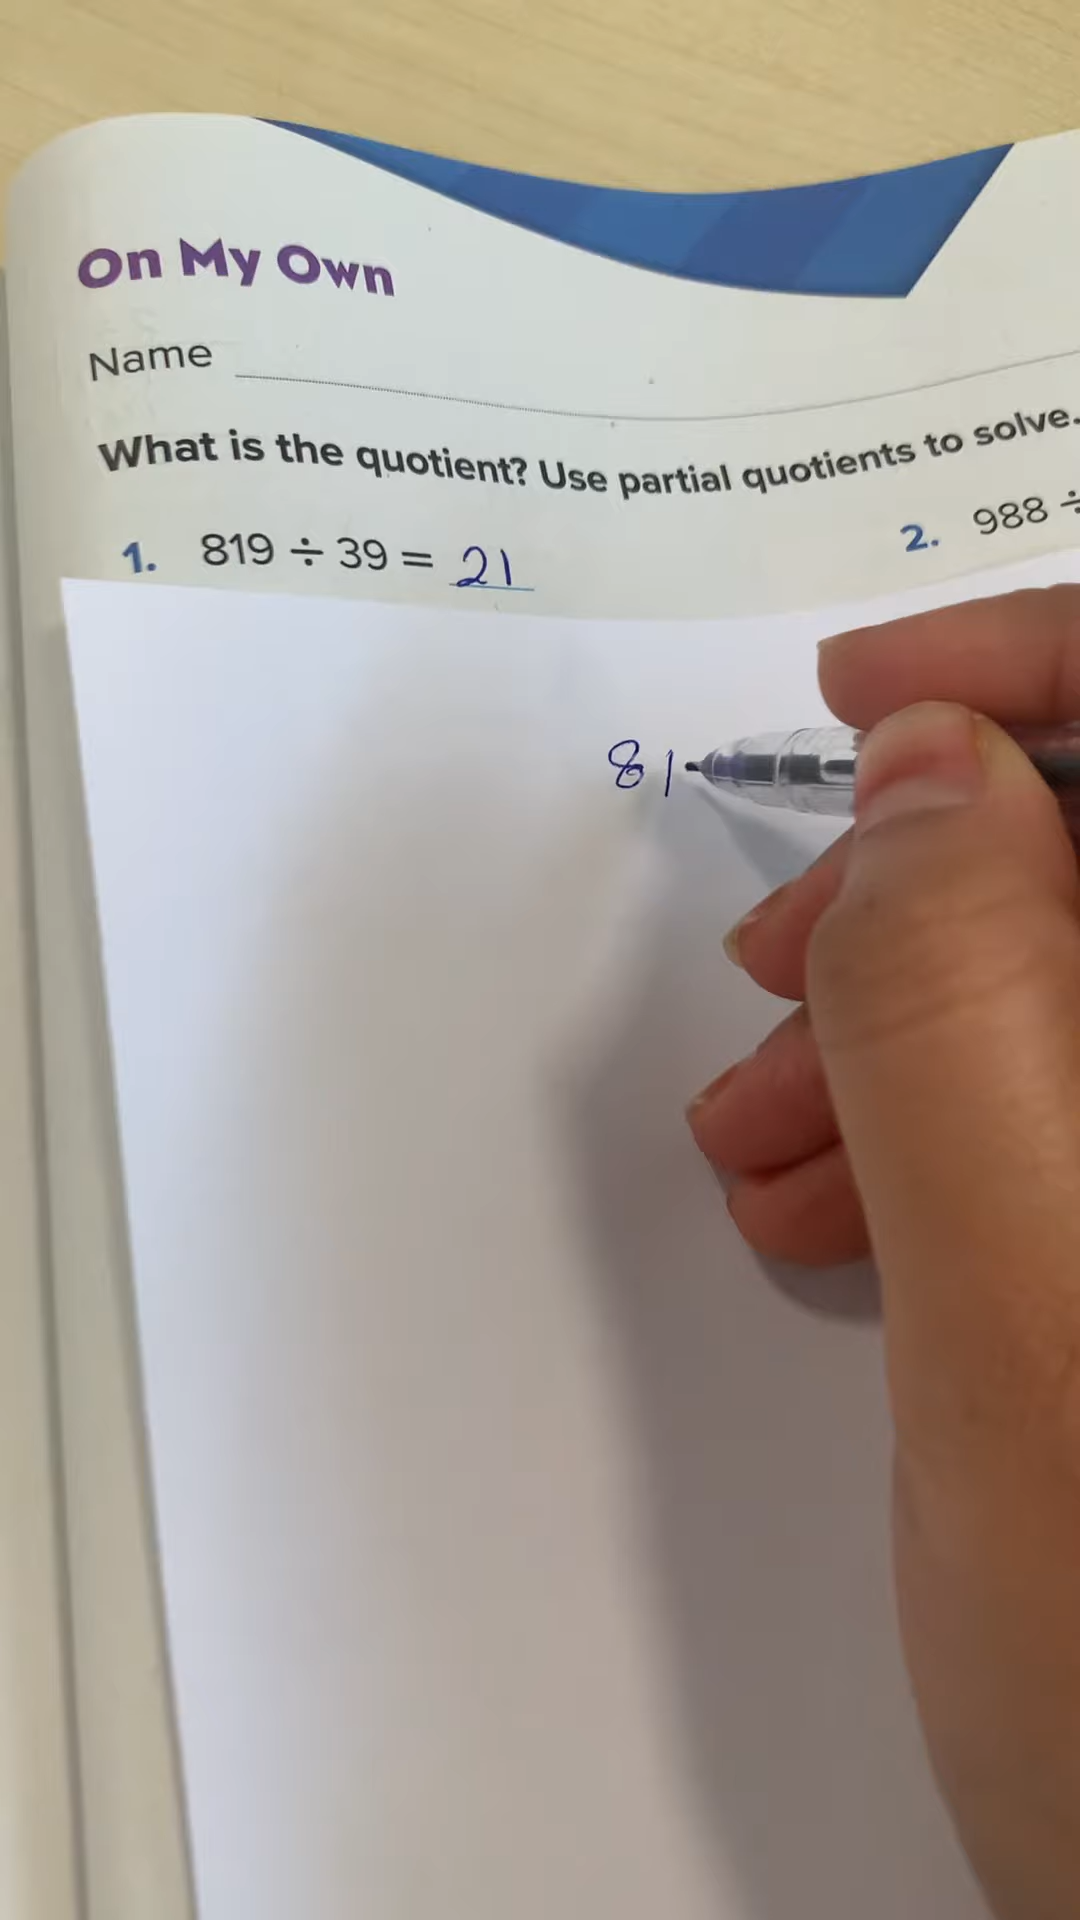 On My Own
Name
What is the quotient? Use partial quotients to solve.
1. 819 ÷ 39 = 21
2. 988 ÷
81